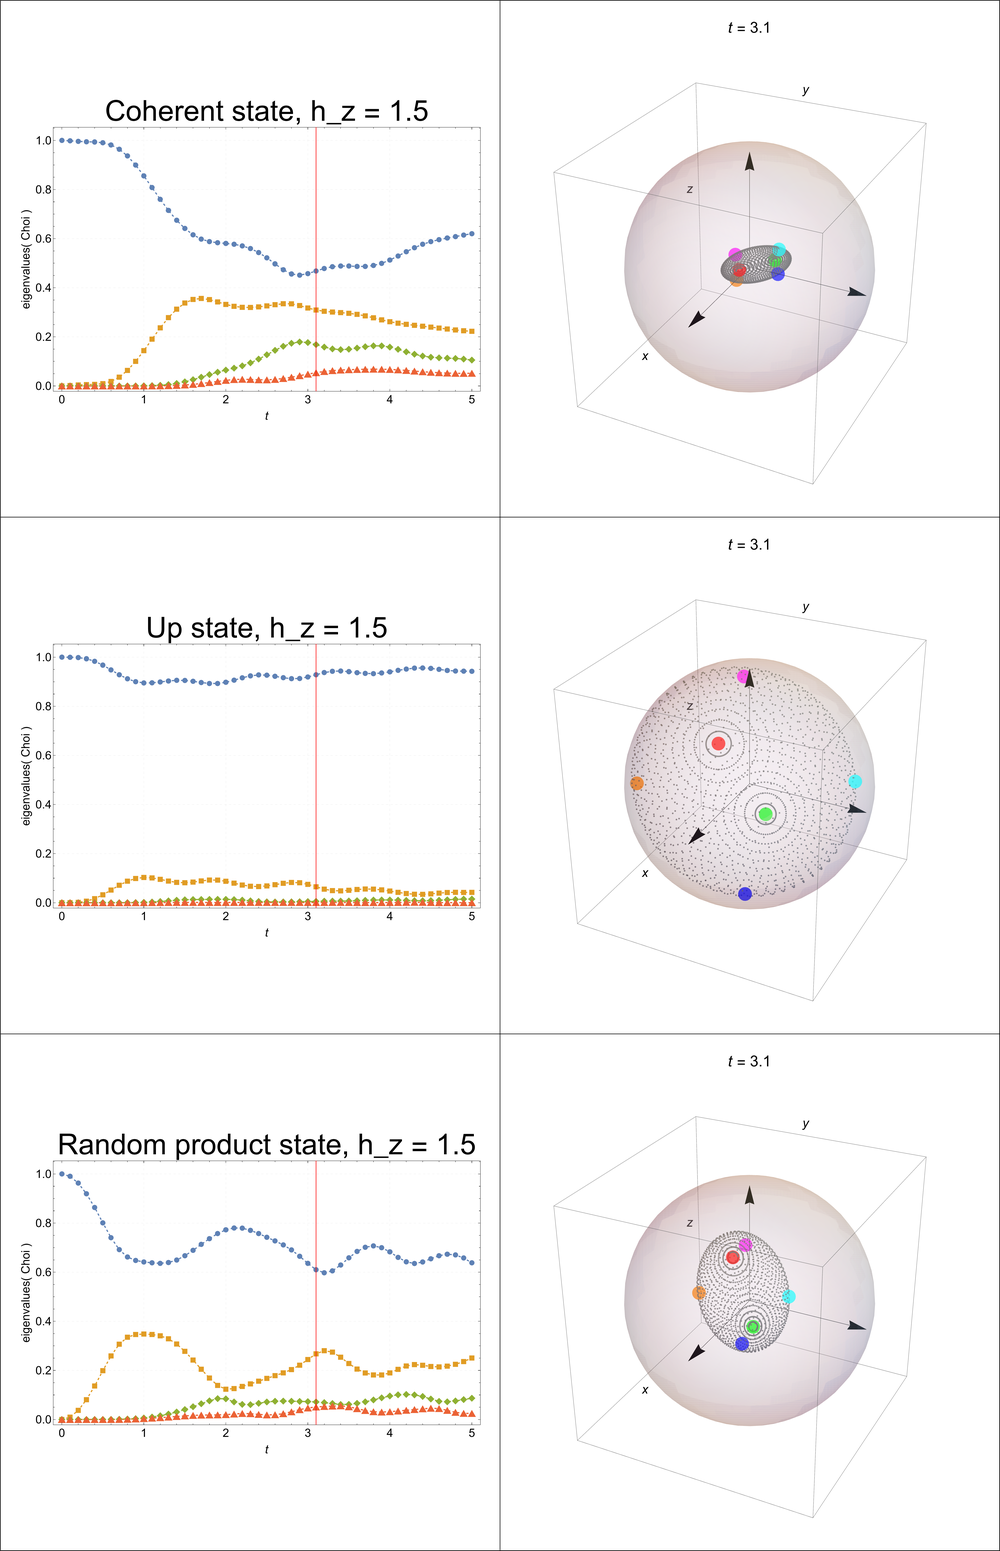 t = 3.1
Coherent state, h_z = 1.5
eigenvalues( Choi )
1.0
0.8
0.6
0.4
0.2
0.0
0 1 2 3 4 5
t
y
z
x
t = 3.1
Up state, h_z = 1.5
eigenvalues( Choi )
1.0
0.8
0.6
0.4
0.2
0.0
0 1 2 3 4 5
t
y
z
x
t = 3.1
Random product state, h_z = 1.5
eigenvalues( Choi )
1.0
0.8
0.6
0.4
0.2
0.0
0 1 2 3 4 5
t
y
z
x